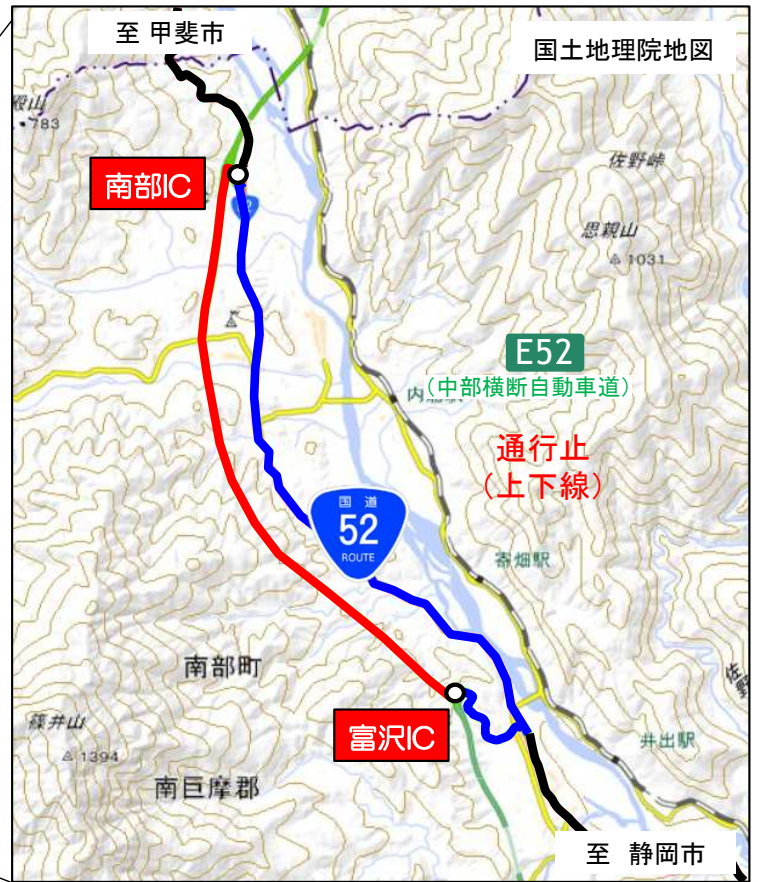 至 甲斐市
国土地理院地図
783
佐野峠
南部IC
思親山
1031
E52
(中部横断自動車道)
通行止
(上下線)
国道
52
ROUTE
寄畑駅
南部町
富沢IC
篠井山
1394
井出駅
南巨摩郡
至 静岡市